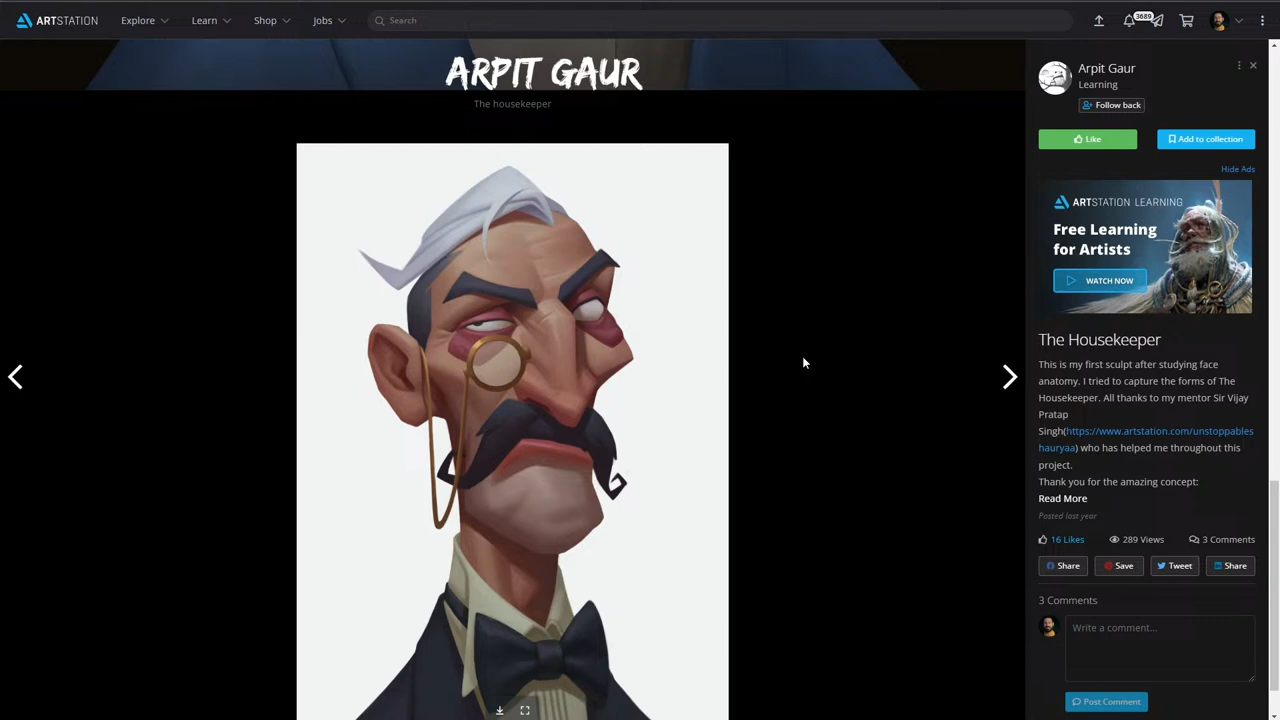 ARTSTATION
Explore
Learn
Shop
Jobs
Search
3689
ARPIT GAUR
The housekeeper
Arpit Gaur
Learning
Follow back
Like
Add to collection
Hide Ads
ARTSTATION LEARNING
Free Learning
for Artists
WATCH NOW
The Housekeeper
This is my first sculpt after studying face
anatomy. I tried to capture the forms of The
Housekeeper. All thanks to my mentor Sir Vijay
Pratap
Singh(https://www.artstation.com/unstoppables
hauryaa) who has helped me throughout this
project.
Thank you for the amazing concept:
Read More
Posted last year
16 Likes
289 Views
3 Comments
Share
Save
Tweet
Share
3 Comments
Write a comment...
Post Comment